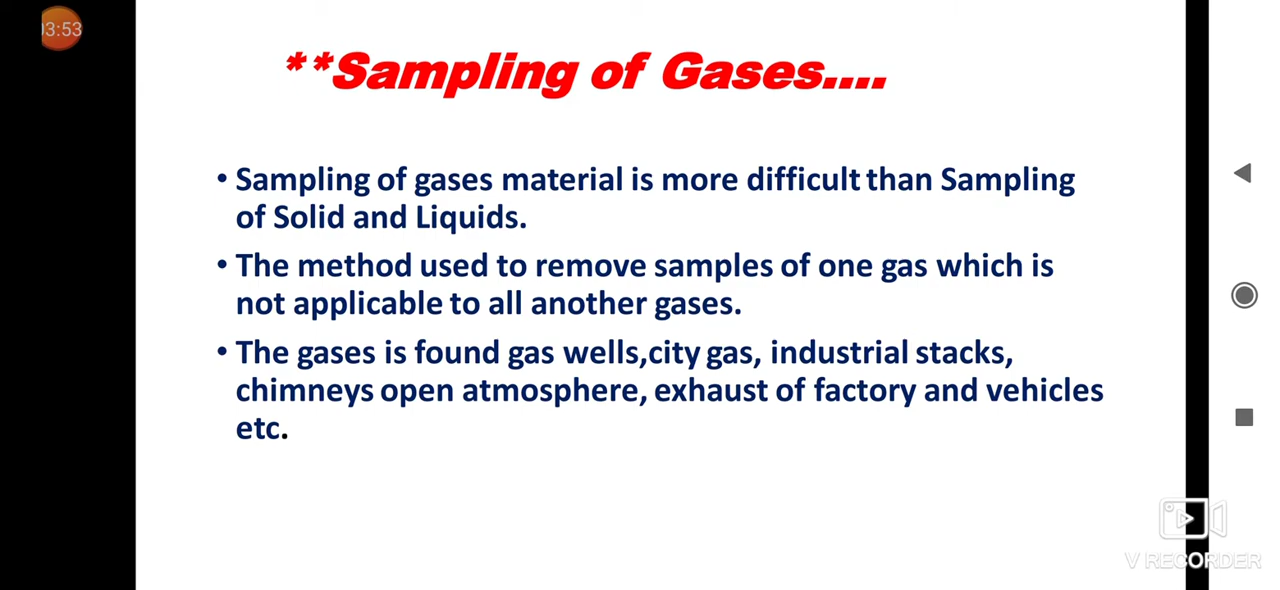 03:53
**Sampling of Gases....
• Sampling of gases material is more difficult than Sampling
of Solid and Liquids.
• The method used to remove samples of one gas which is
not applicable to all another gases.
• The gases is found gas wells,city gas, industrial stacks,
chimneys open atmosphere, exhaust of factory and vehicles
etc.
V RECORDER